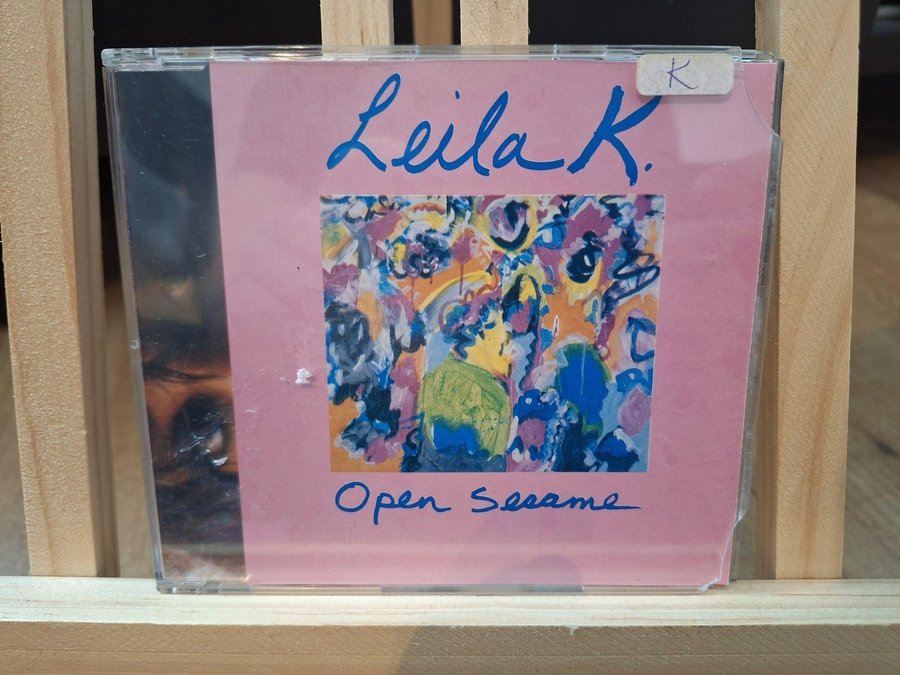 K
Leila K.
Open Sesame